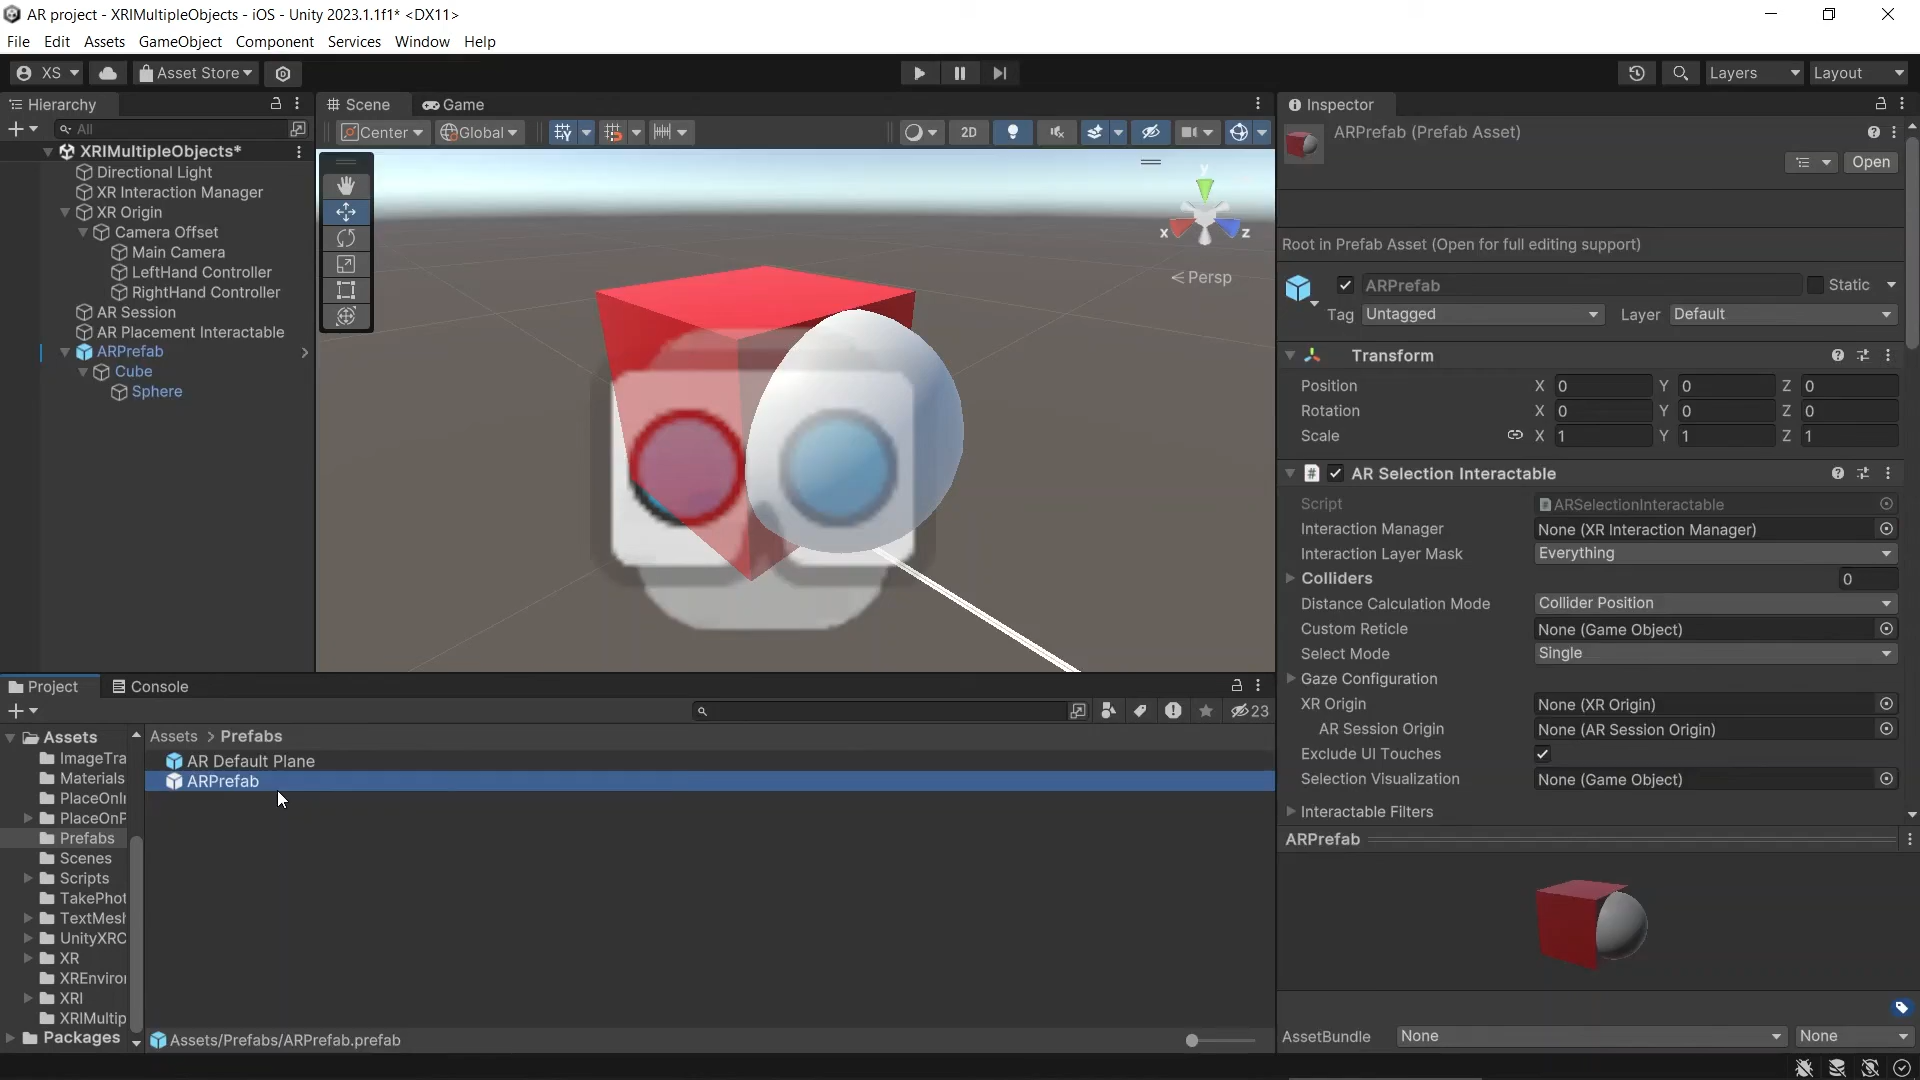 AR project - XRIMultipleObjects - iOS - Unity 2023.1.1f1* <DX11>
File Edit Assets GameObject Component Services Window Help
XS Asset Store Layers Layout
Hierarchy
All
XRIMultipleObjects*
Directional Light
XR Interaction Manager
XR Origin
Camera Offset
Main Camera
LeftHand Controller
RightHand Controller
AR Session
AR Placement Interactable
ARPrefab
Cube
Sphere
Scene Game
Center Global 2D
y
x z
Persp
Project Console
23
Assets
ImageTra
Materials
PlaceOnI
PlaceOnP
Prefabs
Scenes
Scripts
TakePhot
TextMesh
UnityXRC
XR
XREnviro
XRI
XRIMultip
Packages
Assets > Prefabs
AR Default Plane
ARPrefab
Assets/Prefabs/ARPrefab.prefab
Inspector
ARPrefab (Prefab Asset)
Open
Root in Prefab Asset (Open for full editing support)
ARPrefab Static
Tag Untagged Layer Default
Transform
Position X 0 Y 0 Z 0
Rotation X 0 Y 0 Z 0
Scale X 1 Y 1 Z 1
# AR Selection Interactable
Script ARSelectionInteractable
Interaction Manager None (XR Interaction Manager)
Interaction Layer Mask Everything
Colliders 0
Distance Calculation Mode Collider Position
Custom Reticle None (Game Object)
Select Mode Single
Gaze Configuration
XR Origin None (XR Origin)
AR Session Origin None (AR Session Origin)
Exclude UI Touches
Selection Visualization None (Game Object)
Interactable Filters
ARPrefab
AssetBundle None None